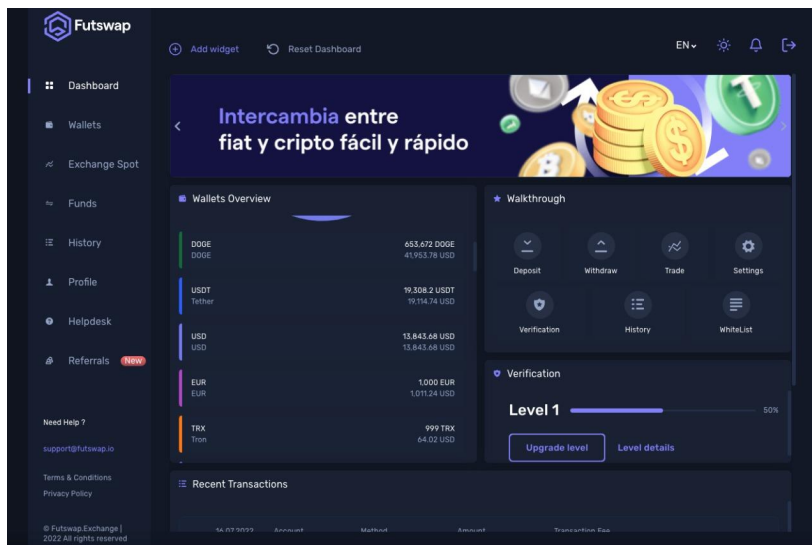 Futswap
Add widget
Reset Dashboard
EN
Dashboard
Wallets
Exchange Spot
Funds
History
Profile
Helpdesk
Referrals New
Need Help ?
support@futswap.io
Terms & Conditions
Privacy Policy
© Futswap.Exchange |
2022 All rights reserved
Intercambia entre
fiat y cripto fácil y rápido
Wallets Overview
DOGE 653,672 DOGE
DOGE 41,953.78 USD
USDT 19,308.2 USDT
Tether 19,114.74 USD
USD 13,843.68 USD
USD 13,843.68 USD
EUR 1,000 EUR
EUR 1,011.24 USD
TRX 999 TRX
Tron 64.02 USD
Walkthrough
Deposit Withdraw Trade Settings
Verification History WhiteList
Verification
Level 1 50%
Upgrade level Level details
Recent Transactions
16.07.2022 Account Method Amount Transaction Fee